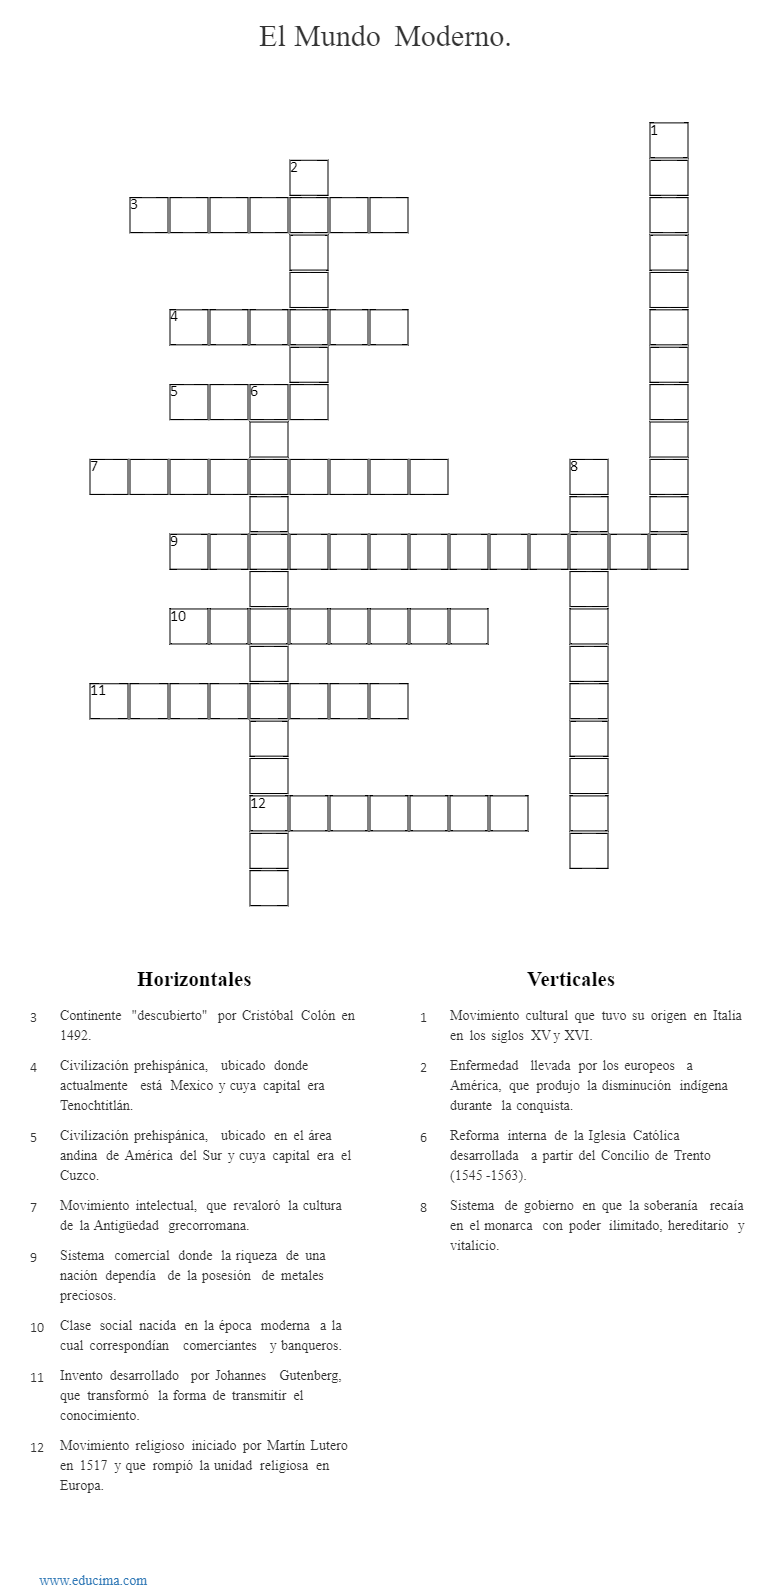 El Mundo Moderno.
1
2
3
4
5 6
7 8
9
10
11
12
Horizontales
3 Continente "descubierto" por Cristóbal Colón en
1492.
4 Civilización prehispánica, ubicado donde
actualmente está Mexico y cuya capital era
Tenochtitlán.
5 Civilización prehispánica, ubicado en el área
andina de América del Sur y cuya capital era el
Cuzco.
7 Movimiento intelectual, que revaloró la cultura
de la Antigüedad grecorromana.
9 Sistema comercial donde la riqueza de una
nación dependía de la posesión de metales
preciosos.
10 Clase social nacida en la época moderna a la
cual correspondían comerciantes y banqueros.
11 Invento desarrollado por Johannes Gutenberg,
que transformó la forma de transmitir el
conocimiento.
12 Movimiento religioso iniciado por Martín Lutero
en 1517 y que rompió la unidad religiosa en
Europa.
Verticales
1 Movimiento cultural que tuvo su origen en Italia
en los siglos XV y XVI.
2 Enfermedad llevada por los europeos a
América, que produjo la disminución indígena
durante la conquista.
6 Reforma interna de la Iglesia Católica
desarrollada a partir del Concilio de Trento
(1545 -1563).
8 Sistema de gobierno en que la soberanía recaía
en el monarca con poder ilimitado, hereditario y
vitalicio.
www.educima.com